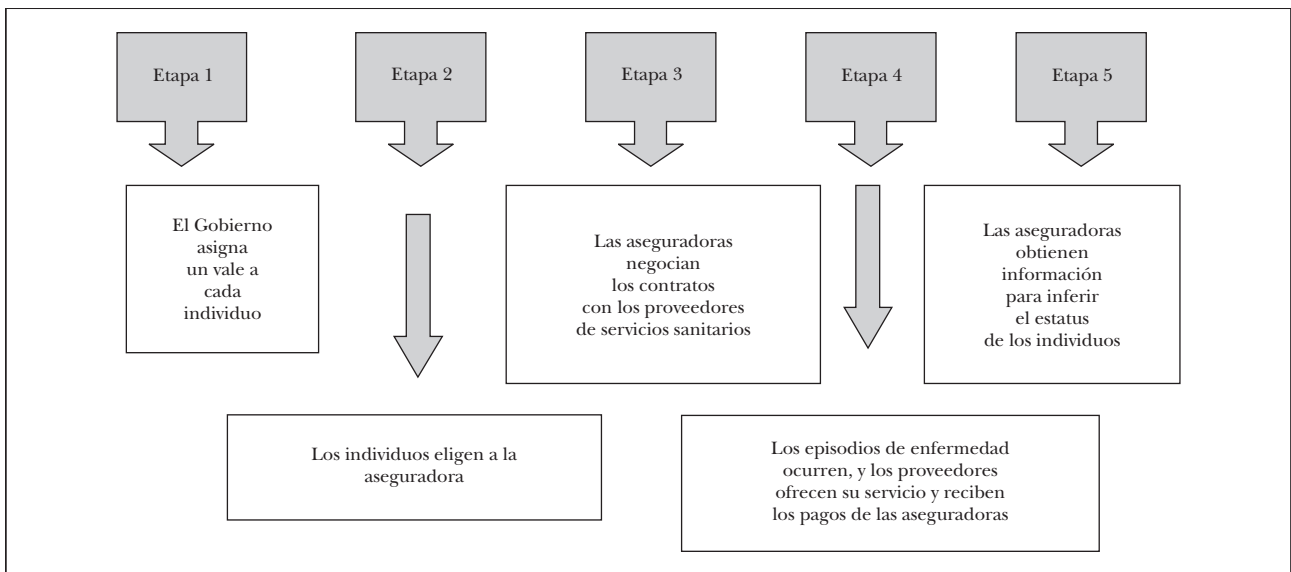 Etapa 1
Etapa 2
Etapa 3
Etapa 4
Etapa 5
El Gobierno
asigna
un vale a
cada
individuo
Las aseguradoras
negocian
los contratos
con los proveedores
de servicios sanitarios
Las aseguradoras
obtienen
información
para inferir
el estatus
de los individuos
Los individuos eligen a la
aseguradora
Los episodios de enfermedad
ocurren, y los proveedores
ofrecen su servicio y reciben
los pagos de las aseguradoras